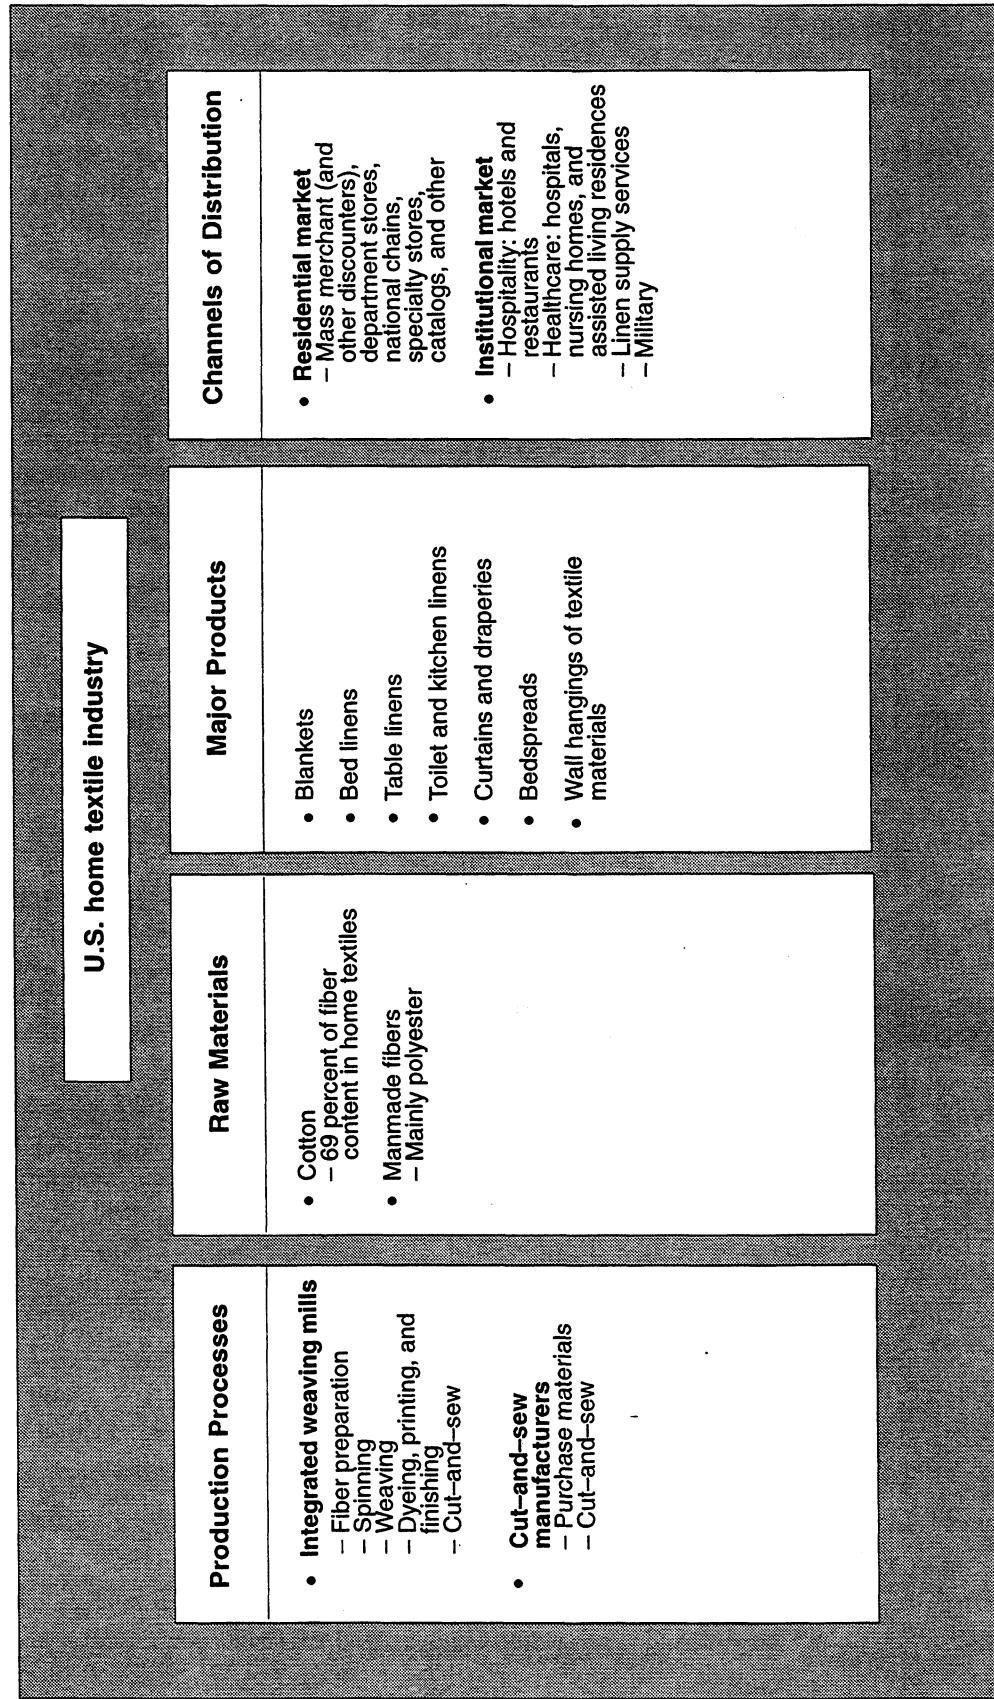 U.S. home textile industry
Production Processes
• Integrated weaving mills
– Fiber preparation
– Spinning
– Weaving
– Dyeing, printing, and
finishing
– Cut–and–sew
• Cut–and–sew
manufacturers
– Purchase materials
– Cut–and–sew
Raw Materials
• Cotton
– 69 percent of fiber
content in home textiles
• Manmade fibers
– Mainly polyester
Major Products
• Blankets
• Bed linens
• Table linens
• Toilet and kitchen linens
• Curtains and draperies
• Bedspreads
• Wall hangings of textile
materials
Channels of Distribution
• Residential market
– Mass merchant (and
other discounters),
department stores,
national chains,
specialty stores,
catalogs, and other
• Institutional market
– Hospitality: hotels and
restaurants
– Healthcare: hospitals,
nursing homes, and
assisted living residences
– Linen supply services
– Military